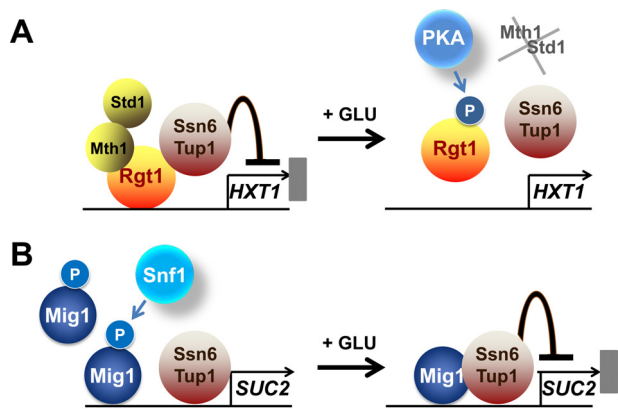 A
Std1
Mth1
Rgt1
Ssn6
Tup1
HXT1
+ GLU
PKA
P
Rgt1
Mth1
Std1
Ssn6
Tup1
HXT1
B
P
Mig1
P
Mig1
Snf1
Ssn6
Tup1
SUC2
+ GLU
Mig1
Ssn6
Tup1
SUC2